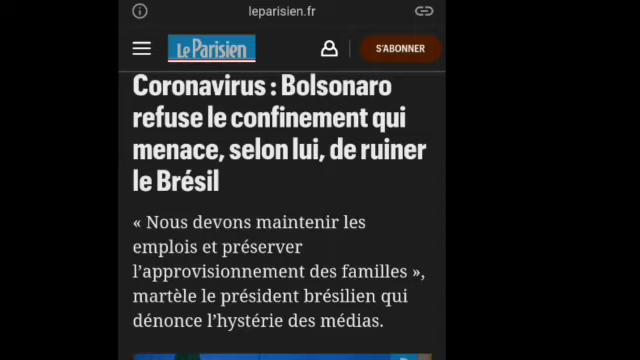 leparisien.fr
Le Parisien
S'ABONNER
Coronavirus : Bolsonaro
refuse le confinement qui
menace, selon lui, de ruiner
le Brésil
« Nous devons maintenir les
emplois et préserver
l'approvisionnement des familles »,
martèle le président brésilien qui
dénonce l'hystérie des médias.